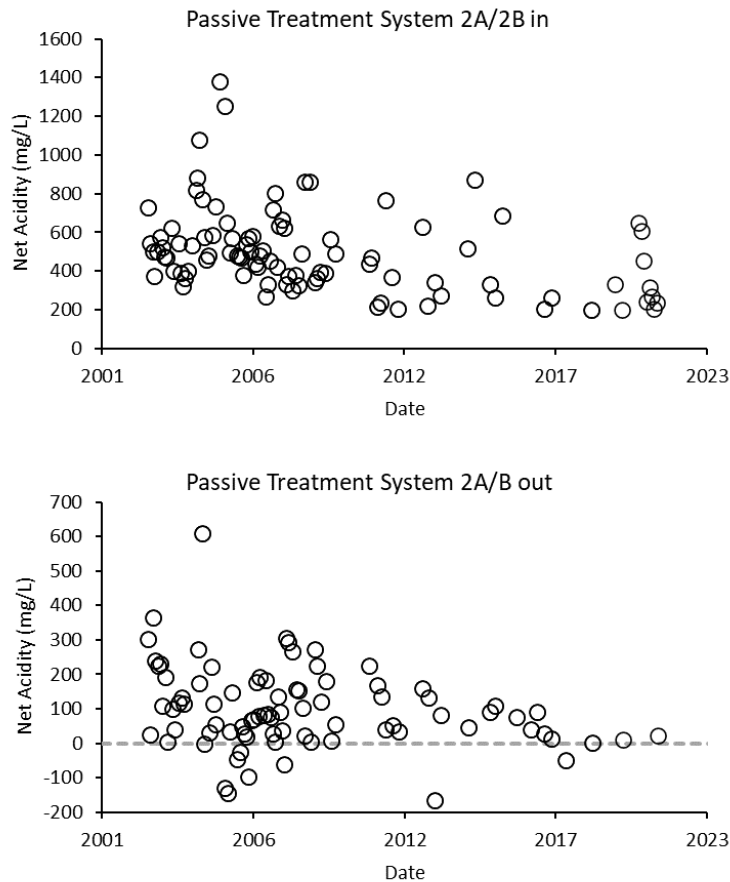 Passive Treatment System 2A/2B in
1600
1400
1200
1000
800
600
400
200
0
Net Acidity (mg/L)
2001 2006 2012 2017 2023
Date
Passive Treatment System 2A/B out
700
600
500
400
300
200
100
0
-100
-200
Net Acidity (mg/L)
2001 2006 2012 2017 2023
Date